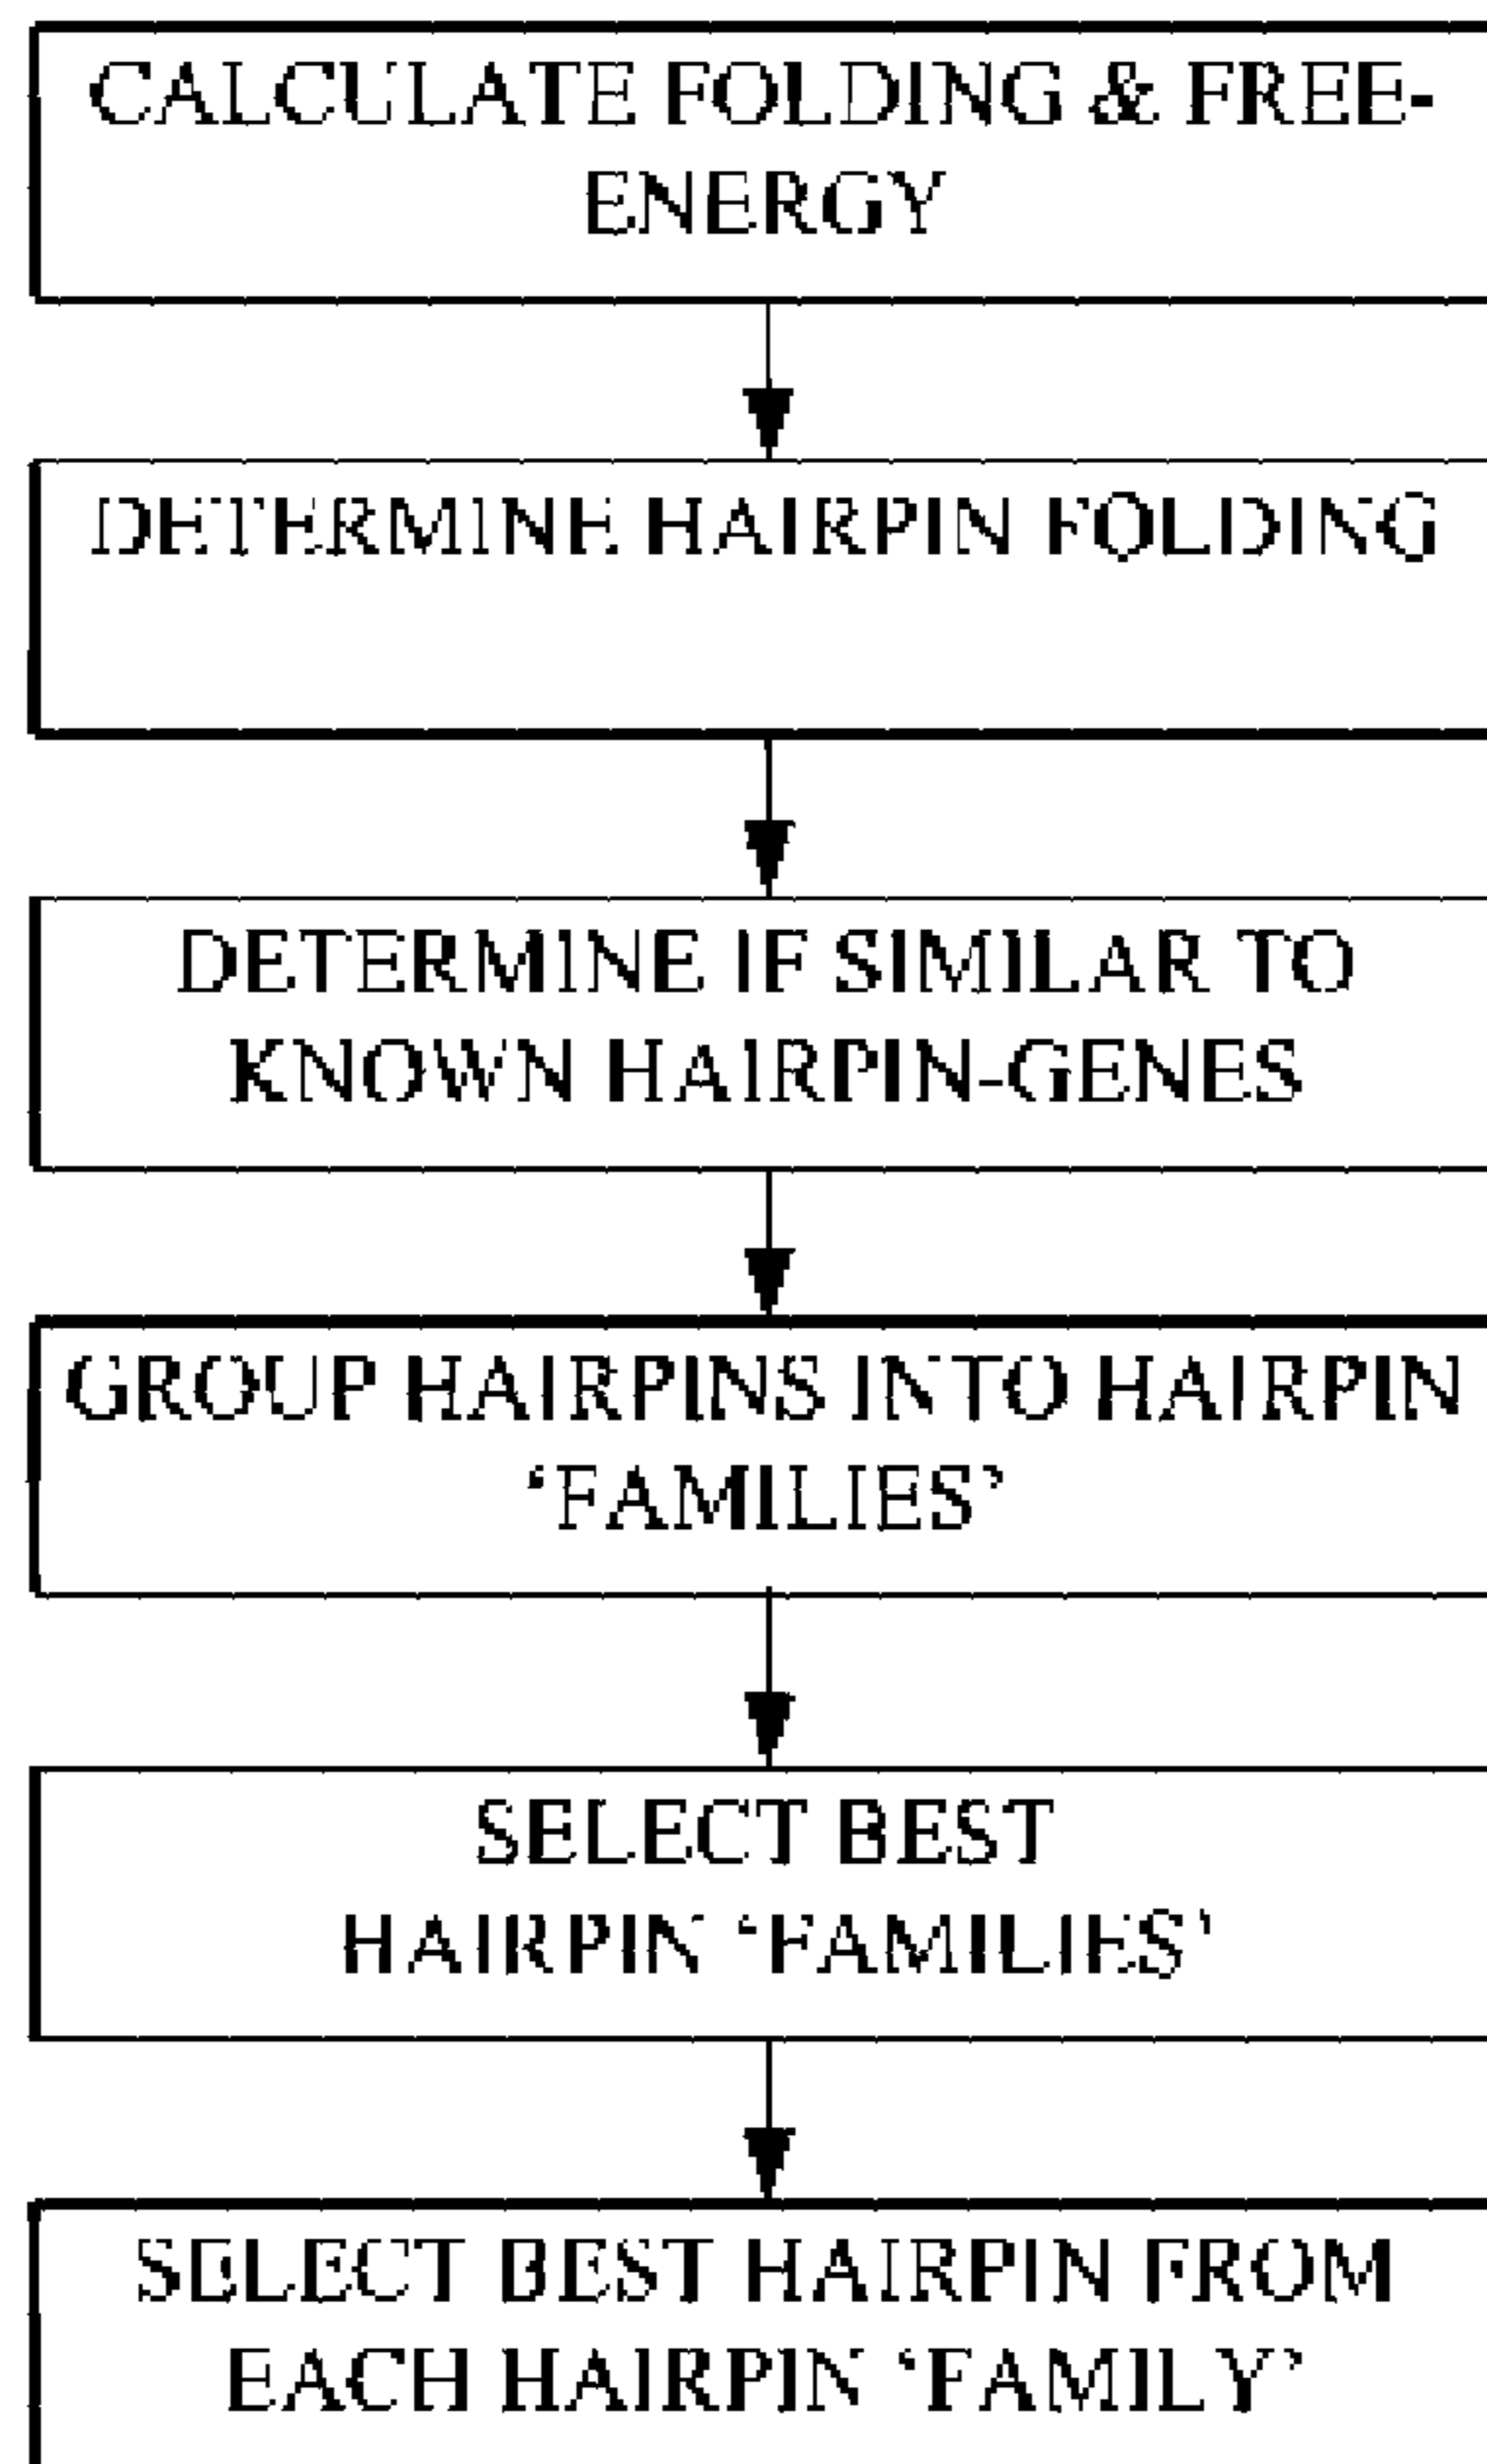 CALCULATE FOLDING & FREE-
ENERGY
DETERMINE HAIRPIN FOLDING
DETERMINE IF SIMILAR TO
KNOWN HAIRPIN-GENES
GROUP HAIRPINS INTO HAIRPIN
‘FAMILIES’
SELECT BEST
HAIRPIN ‘FAMILIES’
SELECT BEST HAIRPIN FROM
EACH HAIRPIN ‘FAMILY’